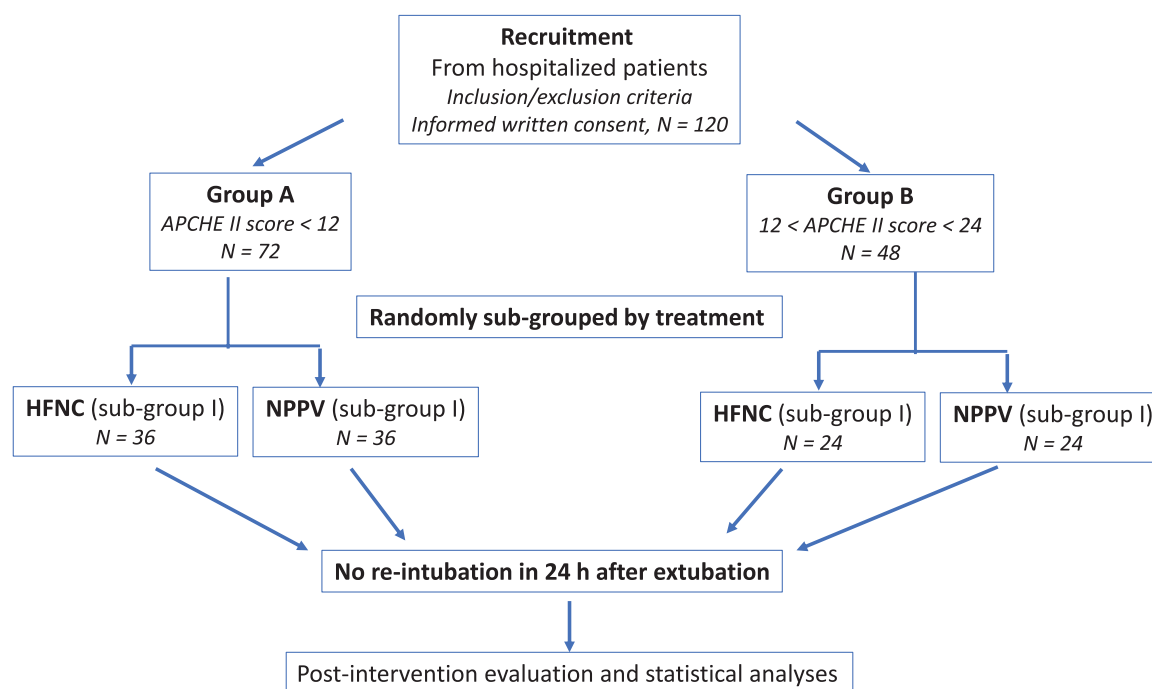 Recruitment
From hospitalized patients
Inclusion/exclusion criteria
Informed written consent, N = 120
Group A
APCHE II score < 12
N = 72
Group B
12 < APCHE II score < 24
N = 48
Randomly sub-grouped by treatment
HFNC (sub-group I)
N = 36
NPPV (sub-group I)
N = 36
HFNC (sub-group I)
N = 24
NPPV (sub-group I)
N = 24
No re-intubation in 24 h after extubation
Post-intervention evaluation and statistical analyses